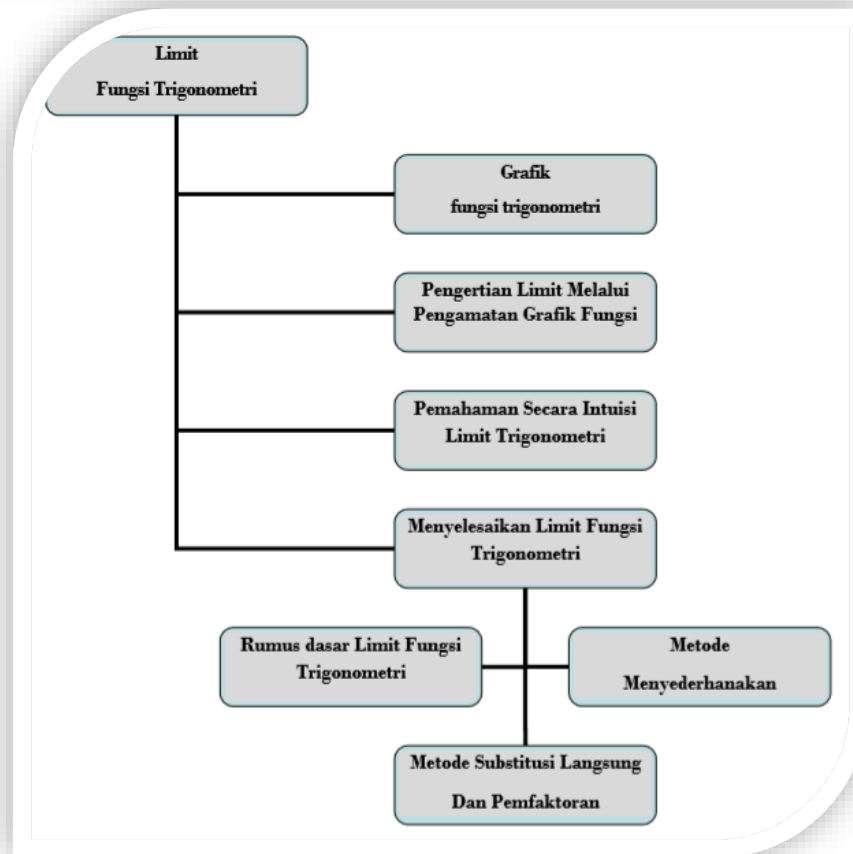 Limit
Fungsi Trigonometri
Grafik
fungsi trigonometri
Pengertian Limit Melalui
Pengamatan Grafik Fungsi
Pemahaman Secara Intuisi
Limit Trigonometri
Menyelesaikan Limit Fungsi
Trigonometri
Rumus dasar Limit Fungsi
Trigonometri
Metode
Menyederhanakan
Metode Substitusi Langsung
Dan Pemfaktoran